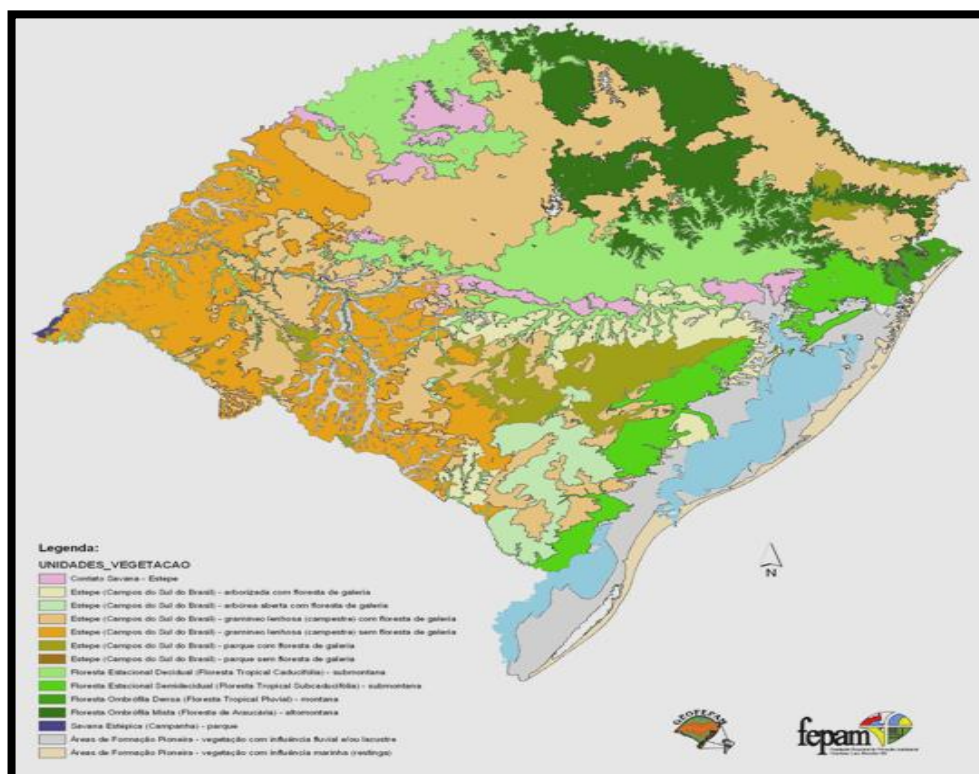 Legenda:
UNIDADES_VEGETACAO
Contato Savana - Estepe
Estepe (Campos do Sul do Brasil) - arborizada com floresta de galeria
Estepe (Campos do Sul do Brasil) - arbórea aberta com floresta de galeria
Estepe (Campos do Sul do Brasil) - gramineo lenhosa (campestre) com floresta de galeria
Estepe (Campos do Sul do Brasil) - gramineo lenhosa (campestre) sem floresta de galeria
Estepe (Campos do Sul do Brasil) - parque com floresta de galeria
Estepe (Campos do Sul do Brasil) - parque sem floresta de galeria
Floresta Estacional Decidual (Floresta Tropical Caducifólia) - submontana
Floresta Estacional Semidecidual (Floresta Tropical Subcaducifólia) - submontana
Floresta Ombrófila Densa (Floresta Tropical Pluvial) - montana
Floresta Ombrófila Mista (Floresta de Araucária) - altomontana
Savana Estépica (Campanha) - parque
Áreas de Formação Pioneira - vegetação com influência fluvial e/ou lacustre
Áreas de Formação Pioneira - vegetação com influência marinha (restinga)
N
GEOFEPAM
fepam